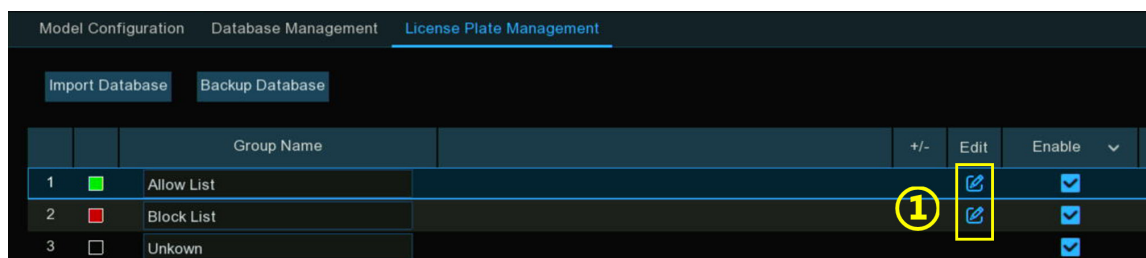 Model Configuration Database Management License Plate Management
Import Database Backup Database
Group Name +/- Edit Enable
1 Allow List
① 
2 Block List
3 Unkown